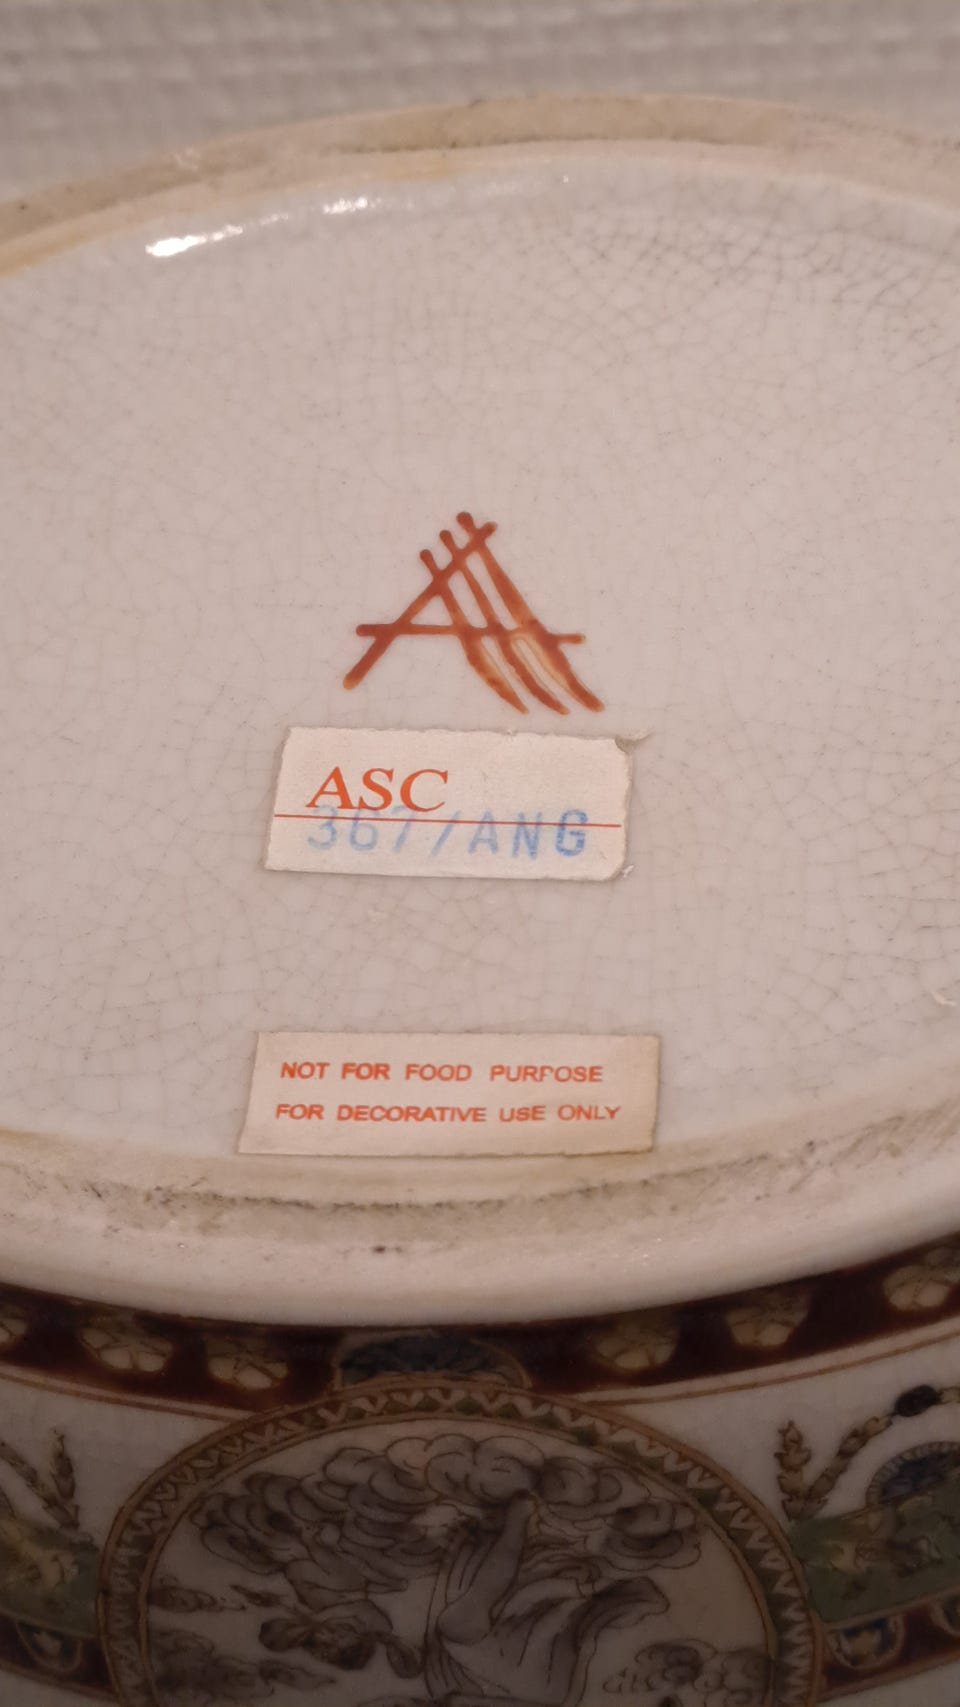 ASC
367/ANG
NOT FOR FOOD PURPOSE
FOR DECORATIVE USE ONLY